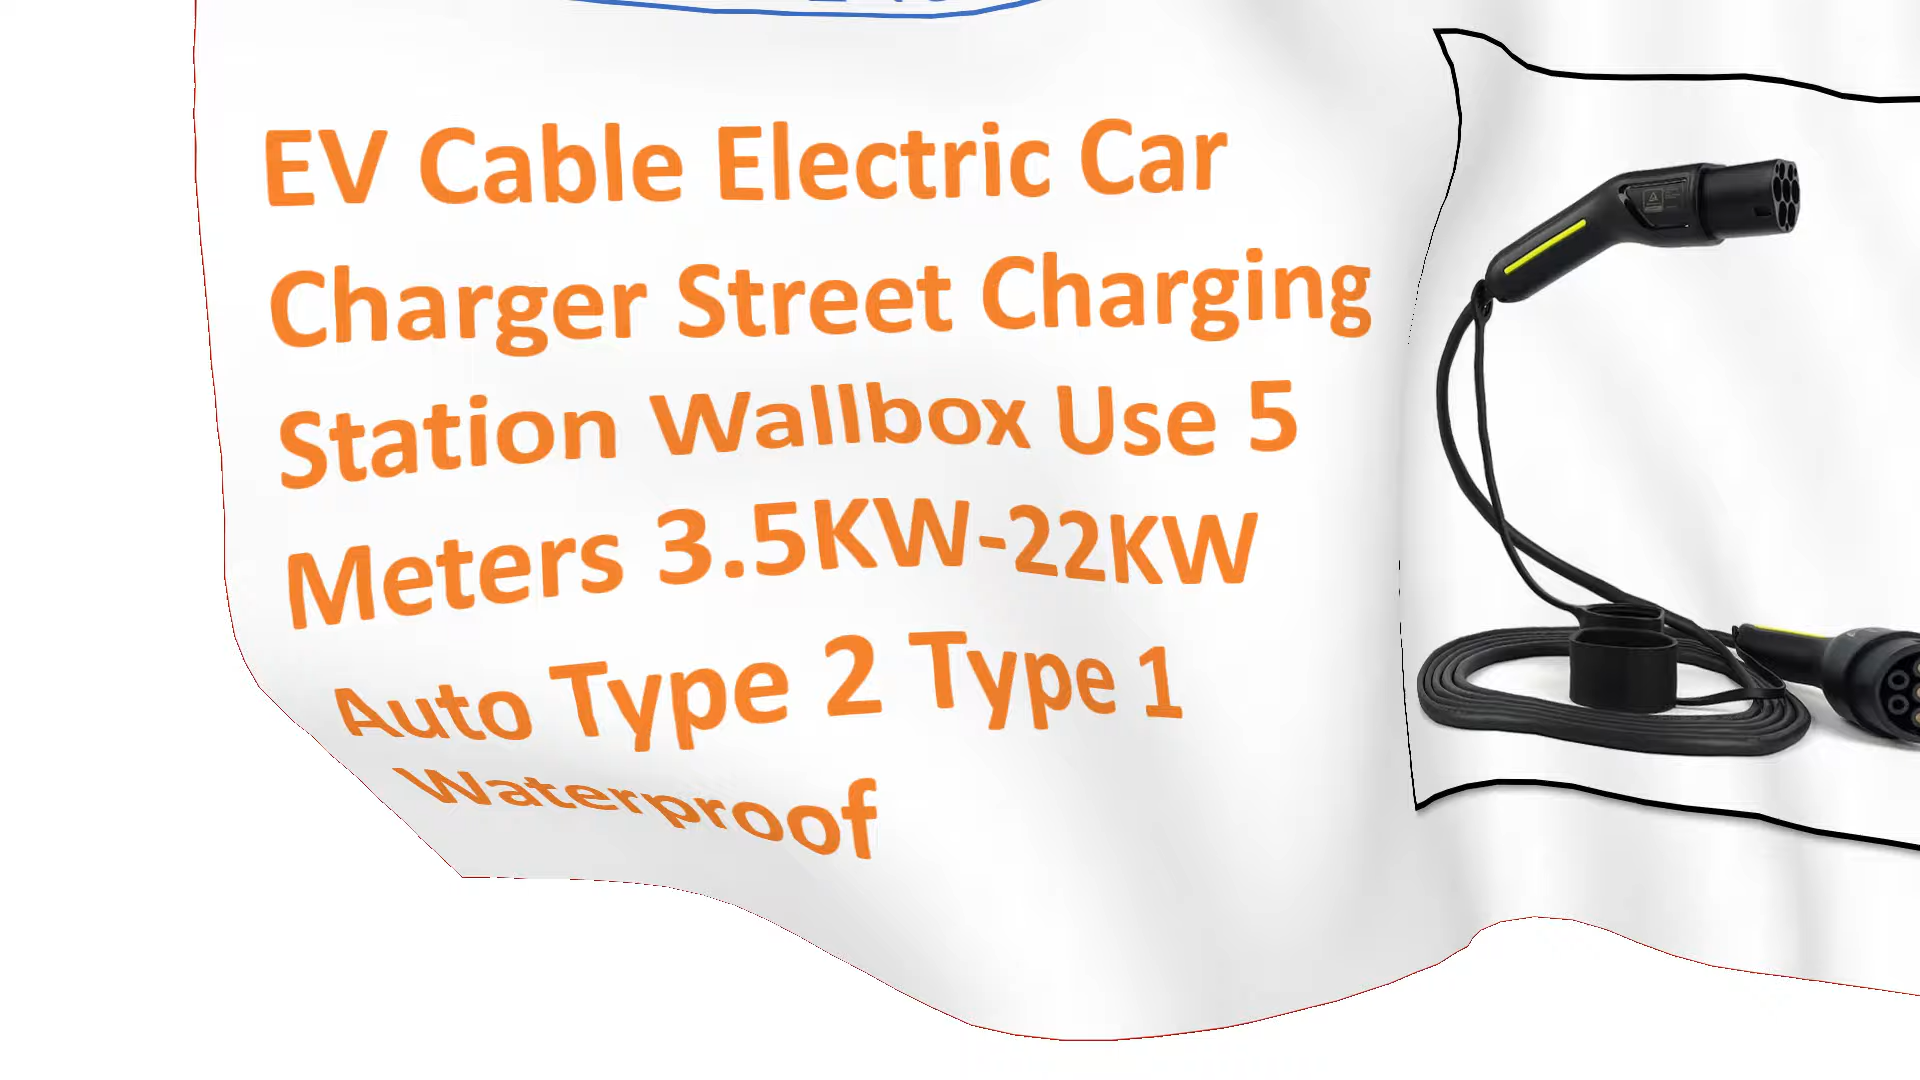 EV Cable Electric Car
Charger Street Charging
Station Wallbox Use 5
Meters 3.5KW-22KW
Auto Type 2 Type 1
Waterproof